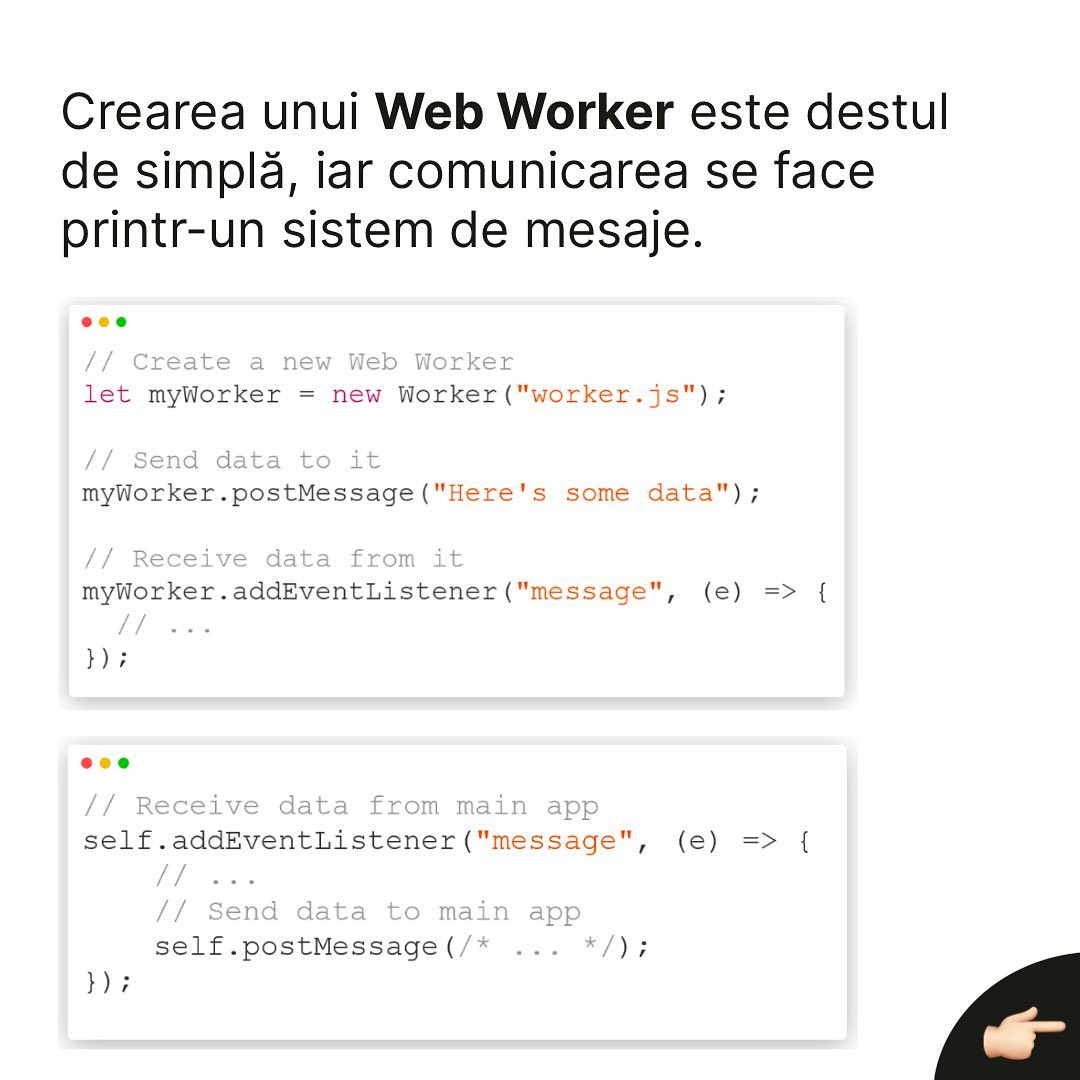 Crearea unui Web Worker este destul
de simplă, iar comunicarea se face
printr-un sistem de mesaje.
// Create a new Web Worker
let myWorker = new Worker("worker.js");
// Send data to it
myWorker.postMessage("Here's some data");
// Receive data from it
myWorker.addEventListener("message", (e) => {
  // ...
});
// Receive data from main app
self.addEventListener("message", (e) => {
    // ...
    // Send data to main app
    self.postMessage(/* ... */);
});